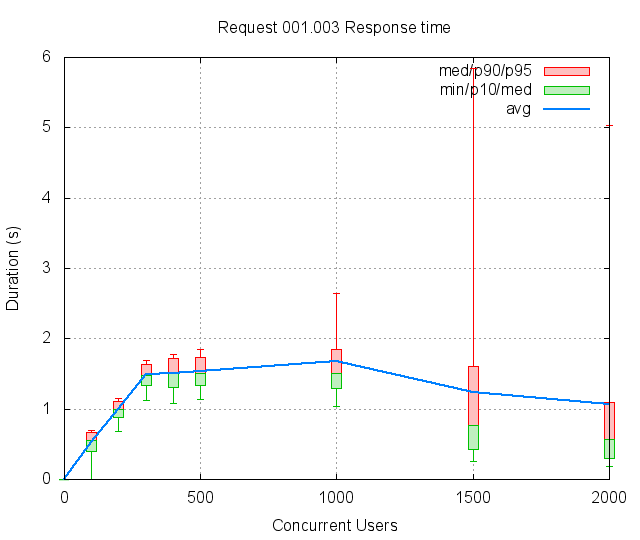 Request 001.003 Response time
6
med/p90/p95
min/p10/med
avg
5
4
3
2
1
0
Duration (s)
0 500 1000 1500 2000
Concurrent Users